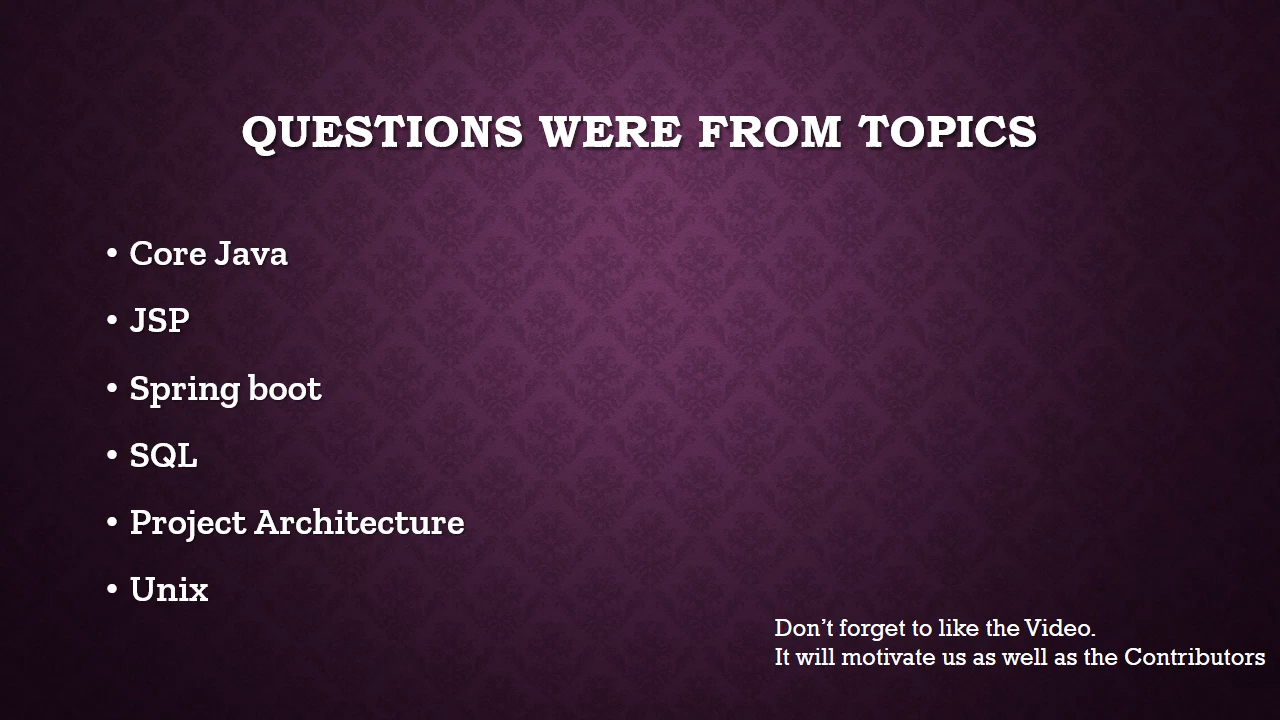 QUESTIONS WERE FROM TOPICS
• Core Java
• JSP
• Spring boot
• SQL
• Project Architecture
• Unix
Don’t forget to like the Video.
It will motivate us as well as the Contributors